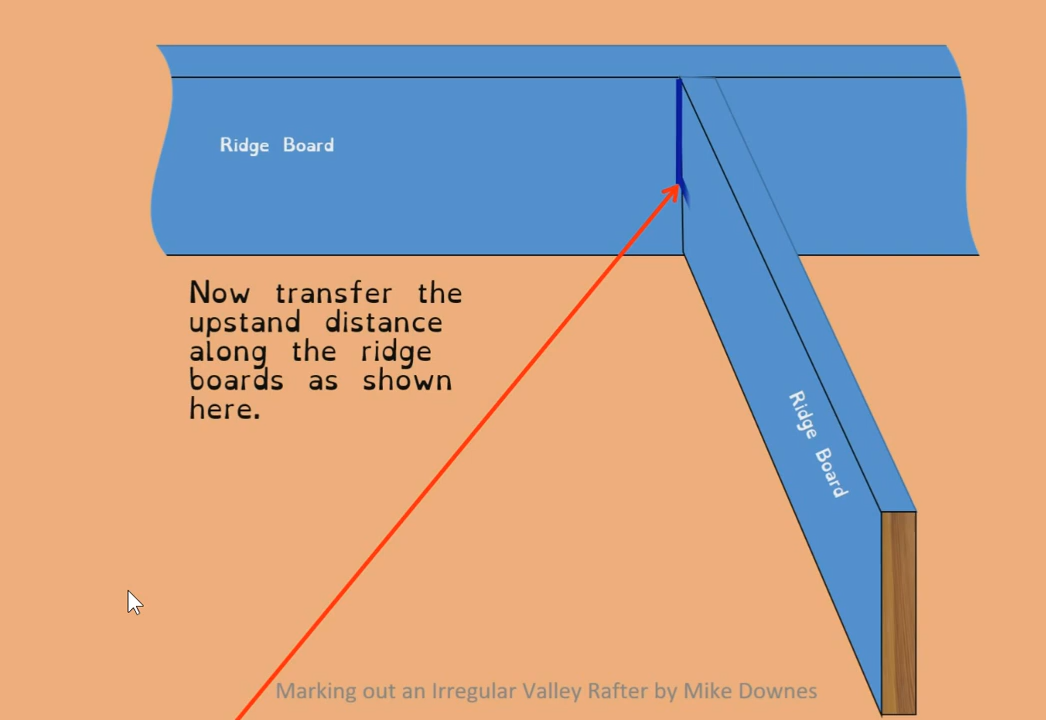 Ridge Board
Now transfer the
upstand distance
along the ridge
boards as shown
here.
Ridge Board
Marking out an Irregular Valley Rafter by Mike Downes